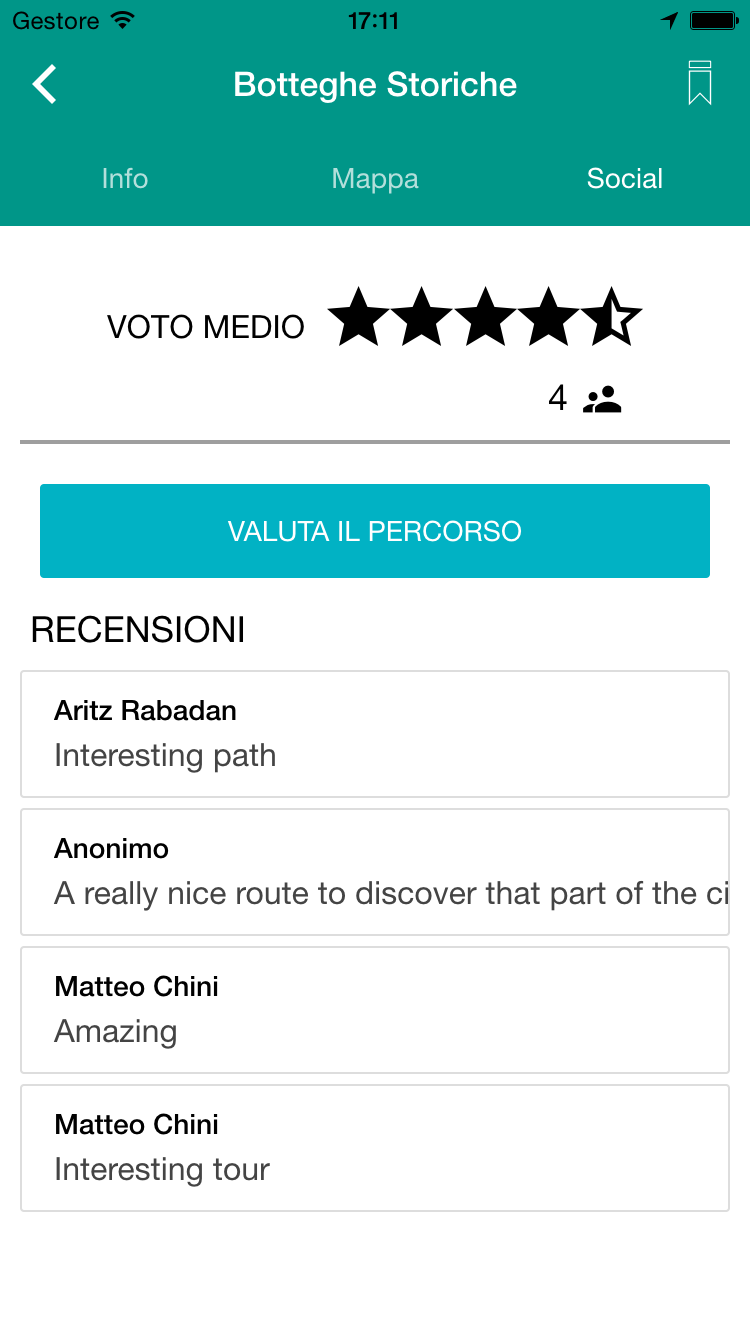 Gestore 17:11
Botteghe Storiche
Info Mappa Social
VOTO MEDIO
4
VALUTA IL PERCORSO
RECENSIONI
Aritz Rabadan
Interesting path
Anonimo
A really nice route to discover that part of the ci
Matteo Chini
Amazing
Matteo Chini
Interesting tour